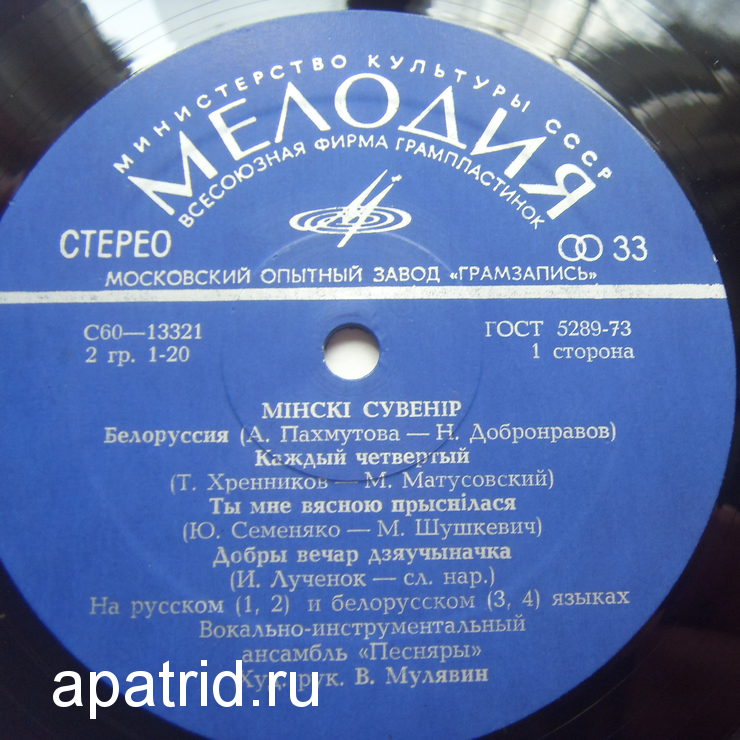 МИНИСТЕРСТВО КУЛЬТУРЫ СССР
МЕЛОДИЯ
ВСЕСОЮЗНАЯ ФИРМА ГРАМПЛАСТИНОК
СТЕРЕО
33
МОСКОВСКИЙ ОПЫТНЫЙ ЗАВОД «ГРАМЗАПИСЬ»
С60—13321 ГОСТ 5289-73
2 гр. 1-20 1 сторона
МІНСКІ СУВЕНІР
Белоруссия (А. Пахмутова — Н. Добронравов)
Каждый четвертый
(Т. Хренников — М. Матусовский)
Ты мне вясною прыснілася
(Ю. Семеняко — М. Шушкевич)
Добры вечар дзяучыначка
(И. Лученок — сл. нар.)
На русском (1, 2) и белорусском (3, 4) языках
Вокально-инструментальный
ансамбль «Песняры»
Худ. рук. В. Мулявин
apatrid.ru